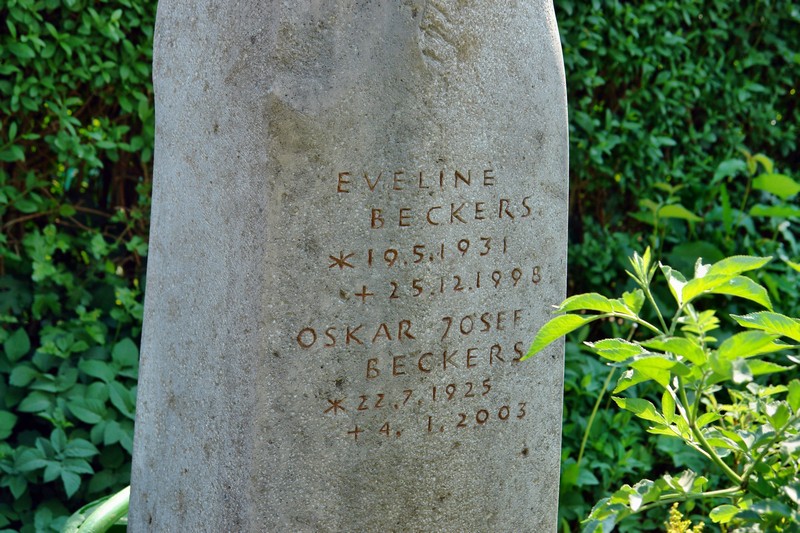 EVELINE
BECKERS
* 19.5.1931
+ 25.12.1998
OSKAR JOSEF
BECKERS
* 22.7.1925
+ 4. 1.2003